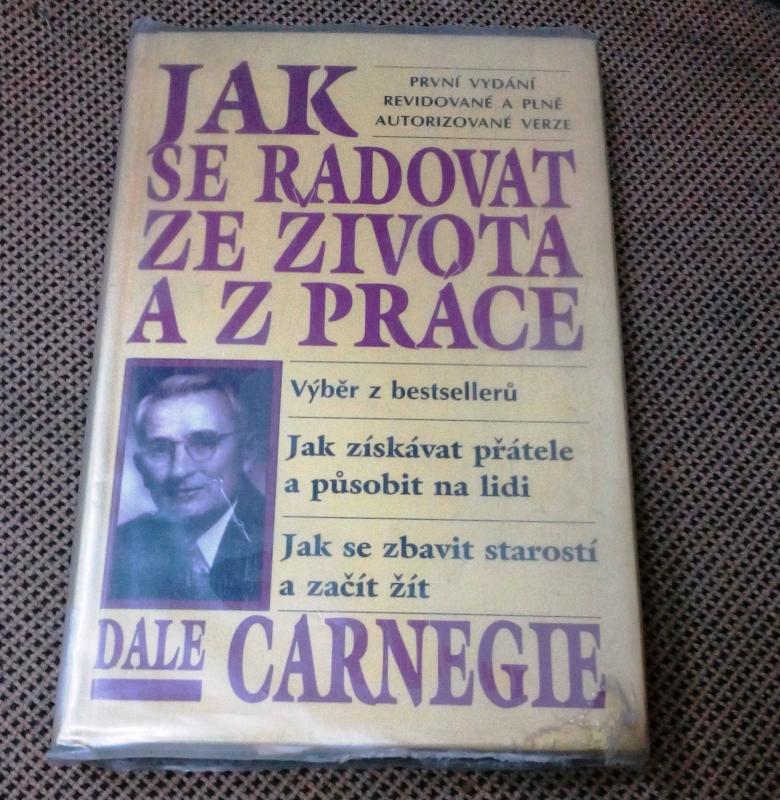 JAK
PRVNÍ VYDÁNÍ
REVIDOVANÉ A PLNĚ
AUTORIZOVANÉ VERZE
SE RADOVAT
ZE ŽIVOTA
A Z PRÁCE
Výběr z bestsellerů
Jak získávat přátele
a působit na lidi
Jak se zbavit starostí
a začít žít
DALE CARNEGIE